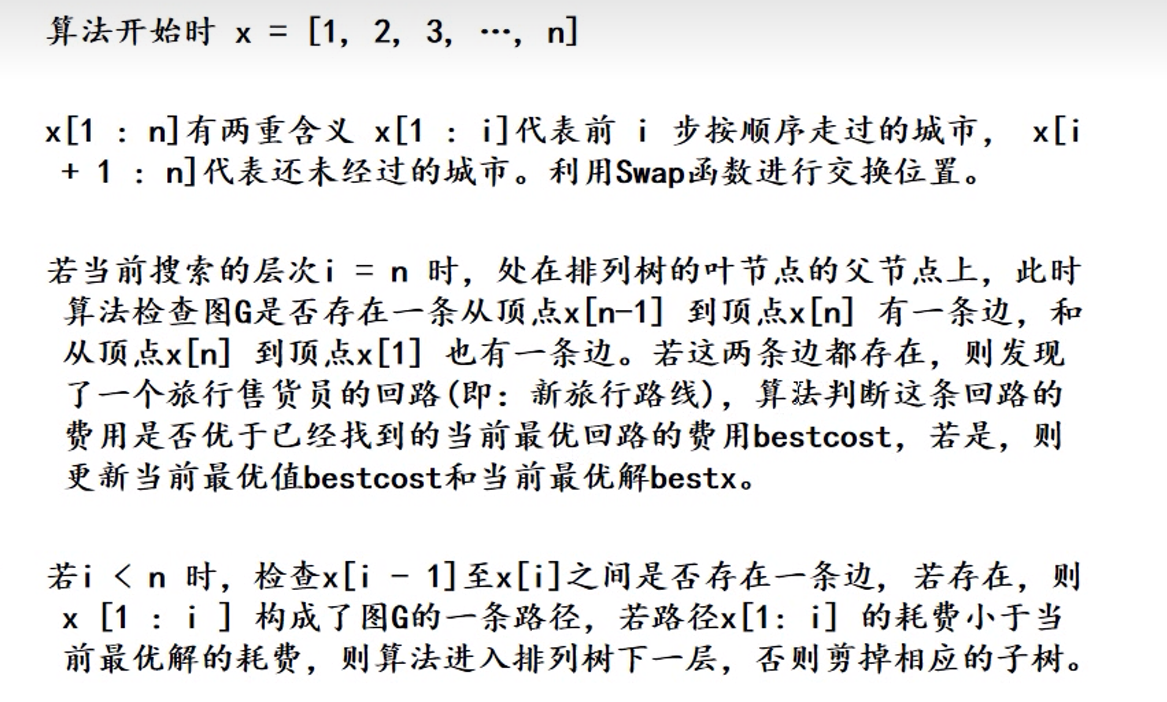 算法开始时 x = [1, 2, 3, …, n]
x[1 : n]有两重含义 x[1 : i]代表前 i 步按顺序走过的城市， x[i
+ 1 : n]代表还未经过的城市。利用Swap函数进行交换位置。
若当前搜索的层次i = n 时，处在排列树的叶节点的父节点上，此时
算法检查图G是否存在一条从顶点x[n-1] 到顶点x[n] 有一条边，和
从顶点x[n] 到顶点x[1] 也有一条边。若这两条边都存在，则发现
了一个旅行售货员的回路(即：新旅行路线)，算法判断这条回路的
费用是否优于已经找到的当前最优回路的费用bestcost，若是，则
更新当前最优值bestcost和当前最优解bestx。
若i < n 时，检查x[i - 1]至x[i]之间是否存在一条边，若存在，则
x [1 : i ] 构成了图G的一条路径，若路径x[1: i] 的耗费小于当
前最优解的耗费，则算法进入排列树下一层，否则剪掉相应的子树。